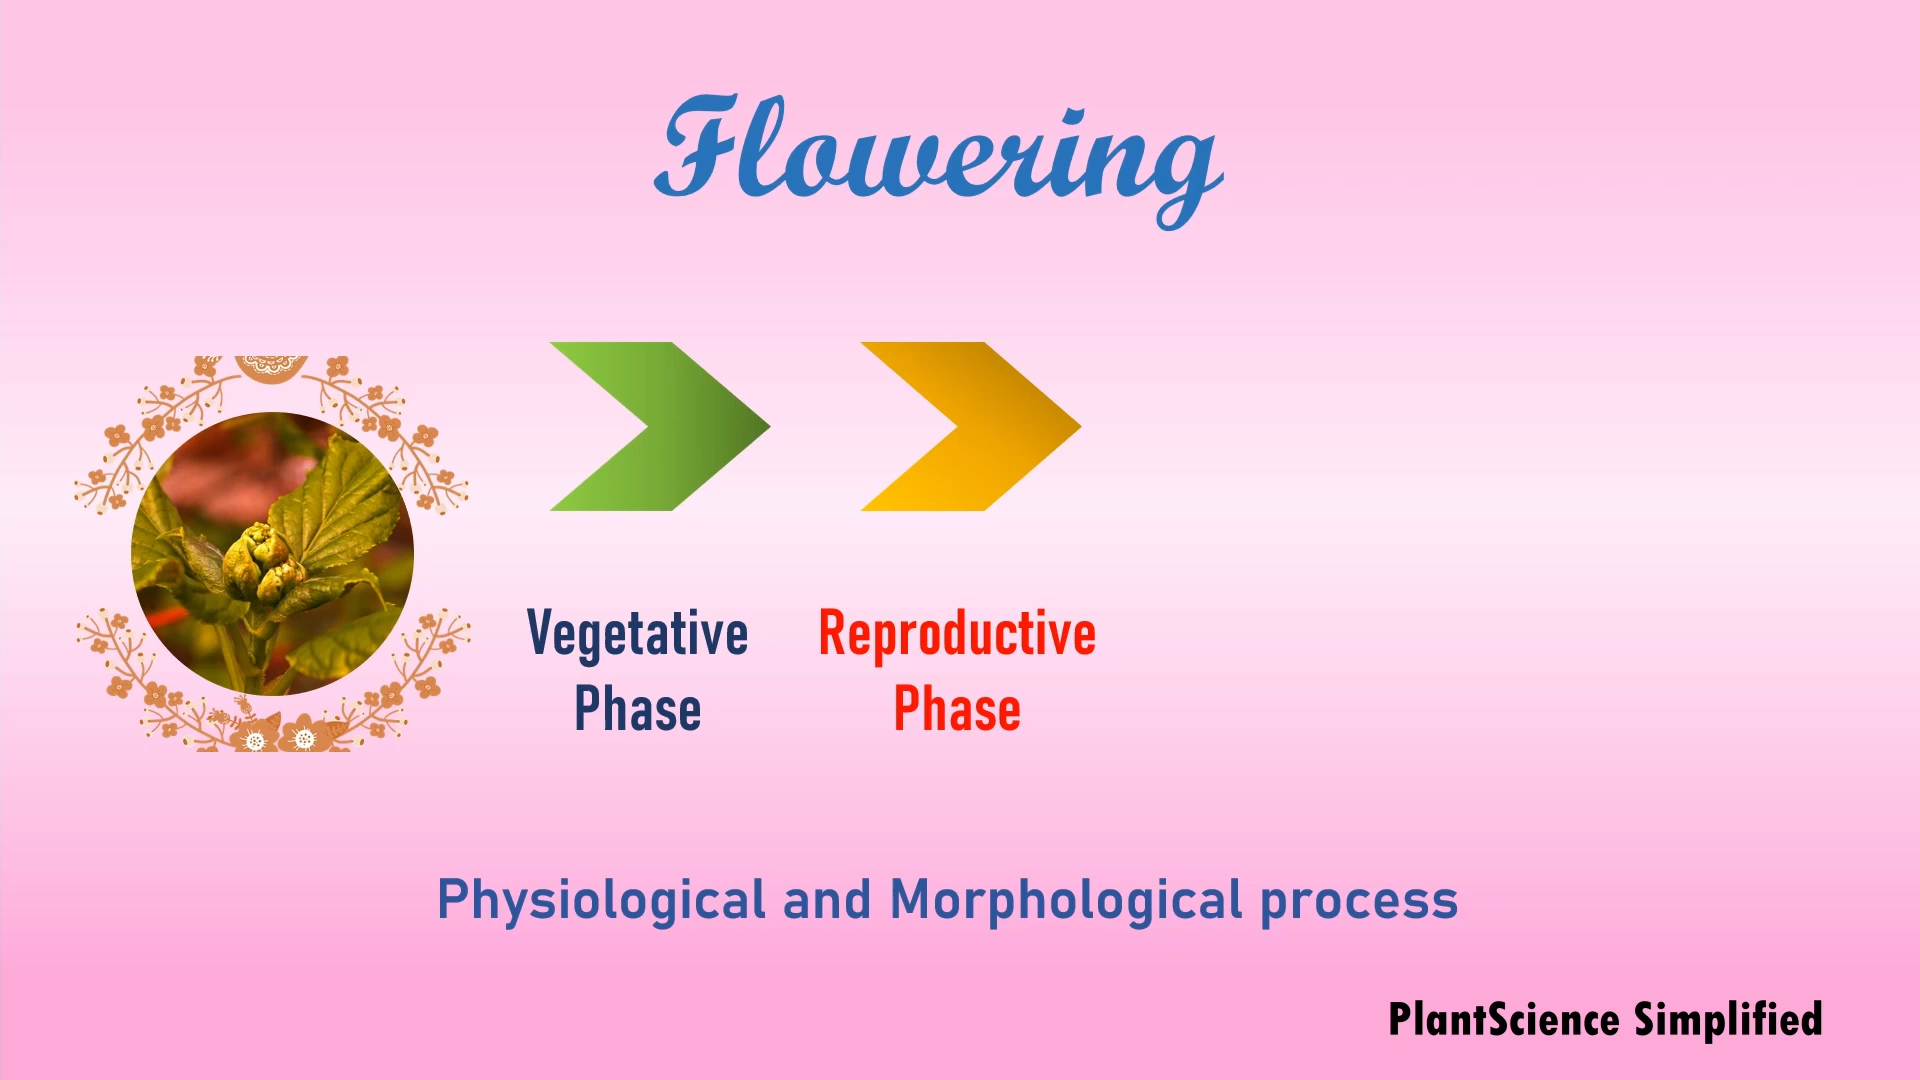 Flowering
Vegetative
Phase
Reproductive
Phase
Physiological and Morphological process
PlantScience Simplified